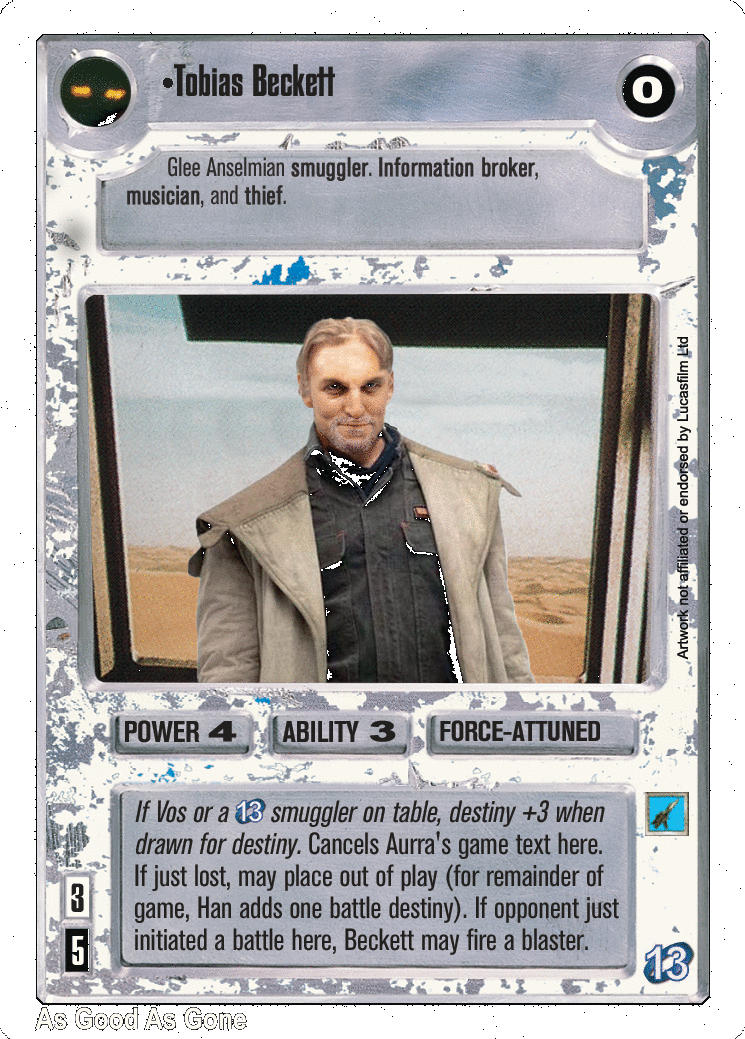 •Tobias Beckett
0
Glee Anselmian smuggler. Information broker,
musician, and thief.
Artwork not affiliated or endorsed by Lucasfilm Ltd
POWER 4
ABILITY 3
FORCE-ATTUNED
If Vos or a 13 smuggler on table, destiny +3 when
drawn for destiny. Cancels Aurra's game text here.
If just lost, may place out of play (for remainder of
game, Han adds one battle destiny). If opponent just
initiated a battle here, Beckett may fire a blaster.
3
5
13
As Good As Gone